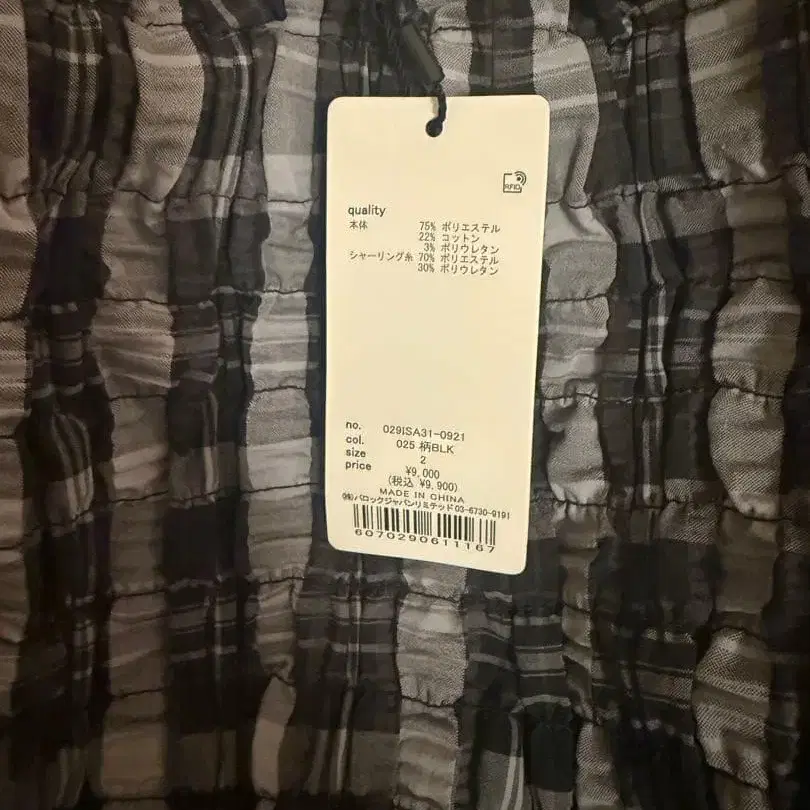 RFID
quality
本体 75% ポリエステル
22% コットン
3% ポリウレタン
シャーリング糸 70% ポリエステル
30% ポリウレタン
no. 029ISA31-0921
col. 025 柄BLK
size 2
price ¥9,000
(税込 ¥9,900)
MADE IN CHINA
㈱バロックジャパンリミテッド 03-6730-9191
6070290611167